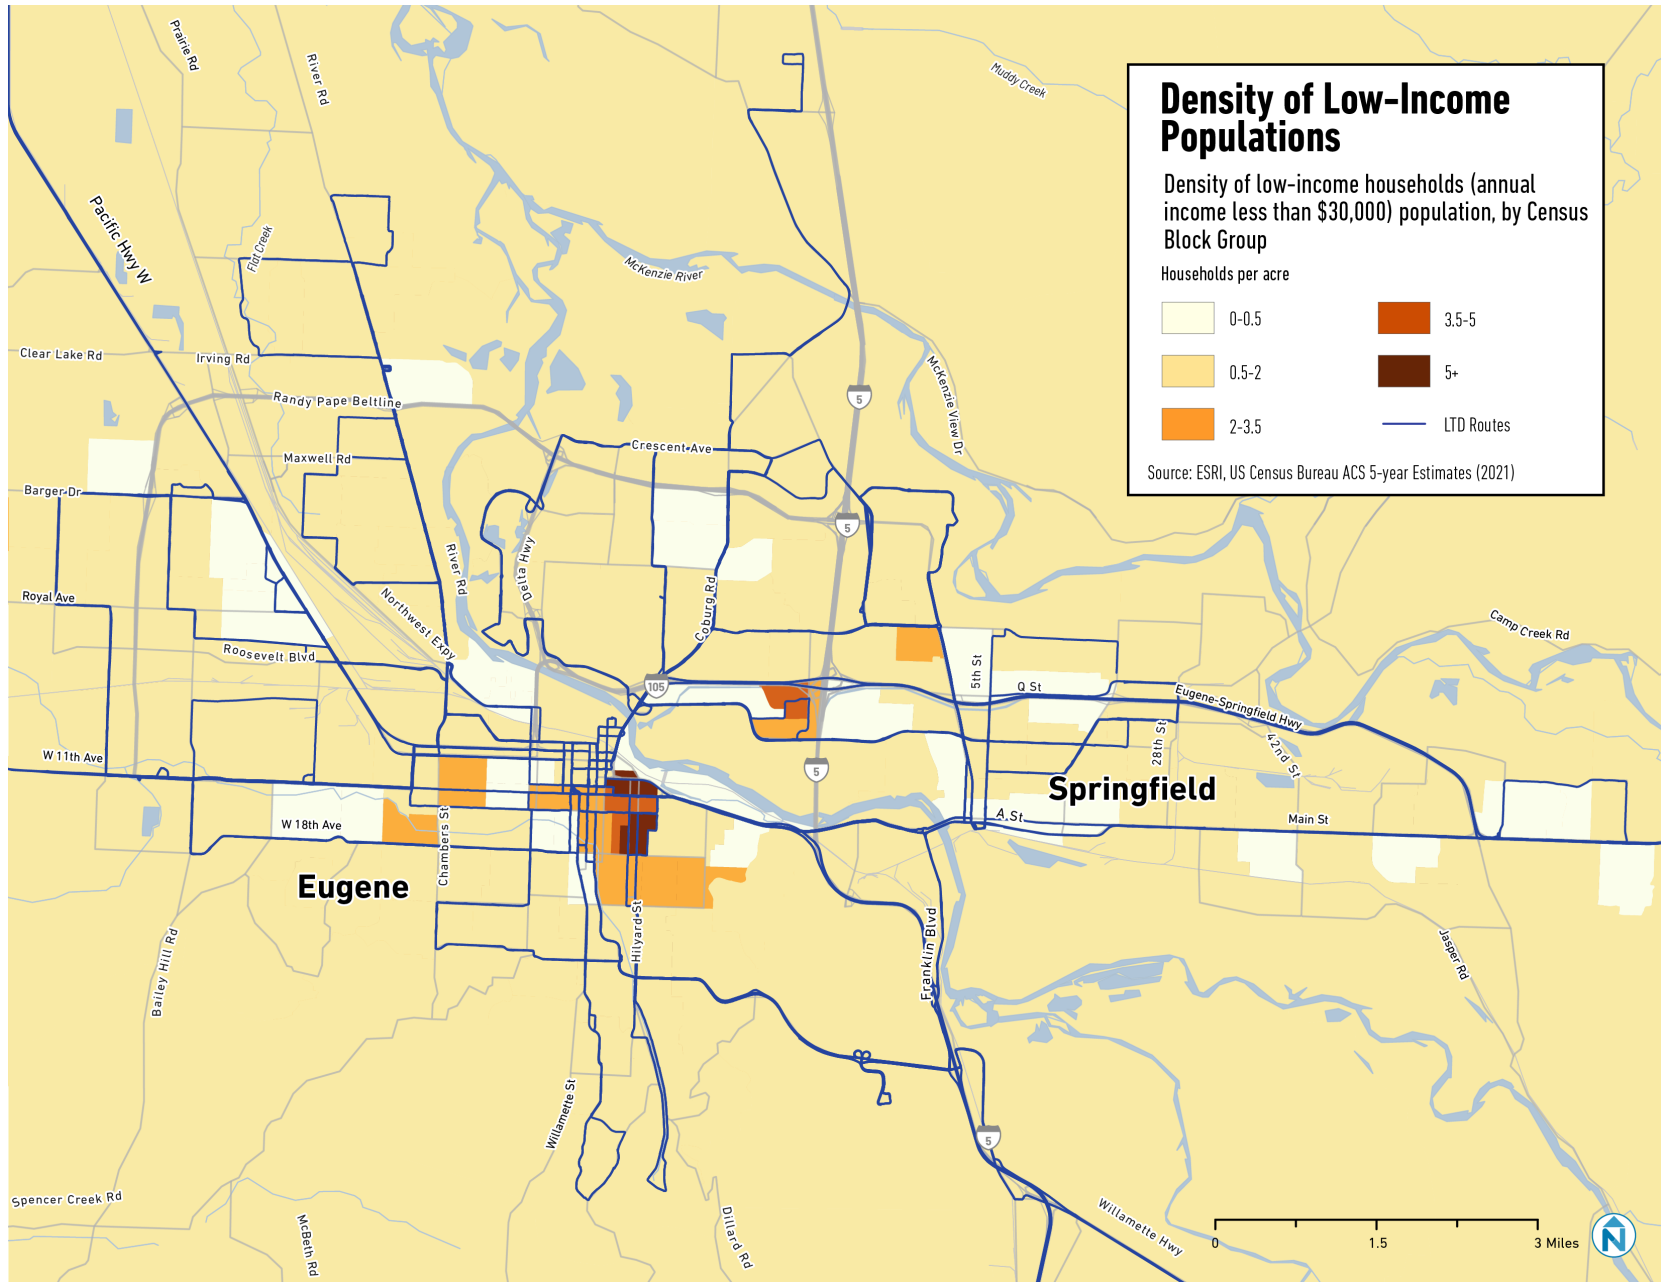 Density of Low-Income
Populations
Density of low-income households (annual
income less than $30,000) population, by Census
Block Group
Households per acre
0-0.5
3.5-5
0.5-2
5+
2-3.5
LTD Routes
Source: ESRI, US Census Bureau ACS 5-year Estimates (2021)
Prairie Rd
River Rd
Muddy Creek
Pacific Hwy W
Flat Creek
McKenzie River
Clear Lake Rd
Irving Rd
Randy Pape Beltline
McKenzie View Dr
5
Crescent Ave
Maxwell Rd
Barger Dr
5
River Rd
Delta Hwy
Royal Ave
Northwest Expy
Coburg Rd
Camp Creek Rd
Roosevelt Blvd
5th St
105
Q St
Eugene-Springfield Hwy
28th St
42nd St
W 11th Ave
5
Springfield
W 18th Ave
Chambers St
A St
Main St
Eugene
Hilyard St
Franklin Blvd
Bailey Hill Rd
Jasper Rd
Willamette St
5
Spencer Creek Rd
McBeth Rd
Dillard Rd
Willamette Hwy
0
1.5
3 Miles
N